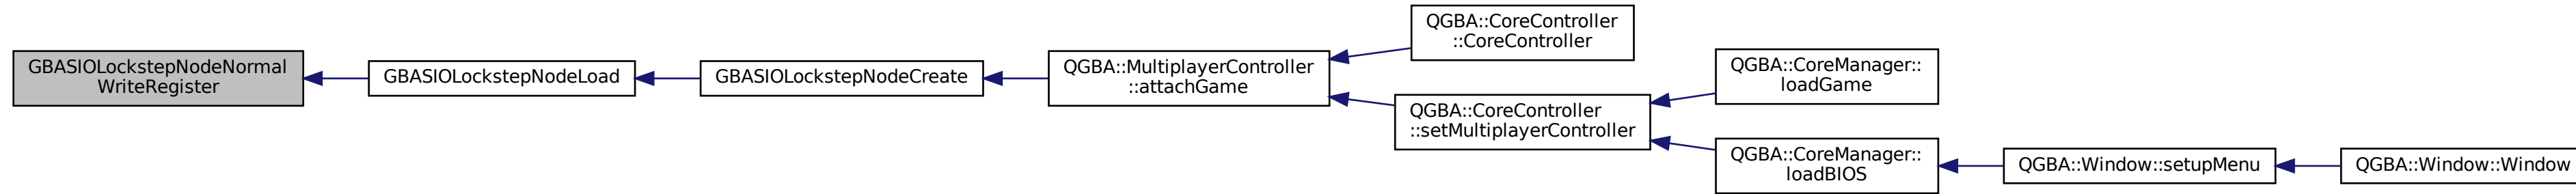 GBASIOLockstepNodeNormal
WriteRegister
GBASIOLockstepNodeLoad
GBASIOLockstepNodeCreate
QGBA::MultiplayerController
::attachGame
QGBA::CoreController
::CoreController
QGBA::CoreController
::setMultiplayerController
QGBA::CoreManager::
loadGame
QGBA::CoreManager::
loadBIOS
QGBA::Window::setupMenu
QGBA::Window::Window